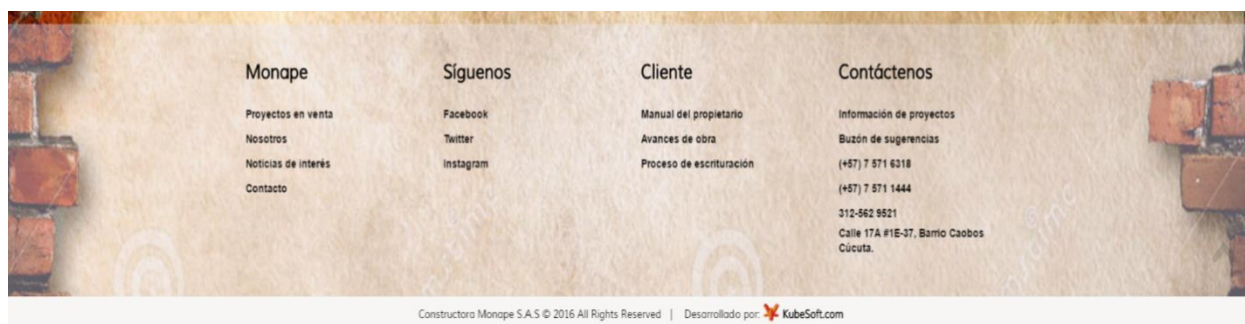 Monape
Proyectos en venta
Nosotros
Noticias de interés
Contacto
Síguenos
Facebook
Twitter
Instagram
Cliente
Manual del propietario
Avances de obra
Proceso de escrituración
Contáctenos
Información de proyectos
Buzón de sugerencias
(+57) 7 571 6318
(+57) 7 571 1444
312-562 9521
Calle 17A #1E-37, Barrio Caobos
Cúcuta.
Constructora Monape S.A.S © 2016 All Rights Reserved | Desarrollado por: KubeSoft.com